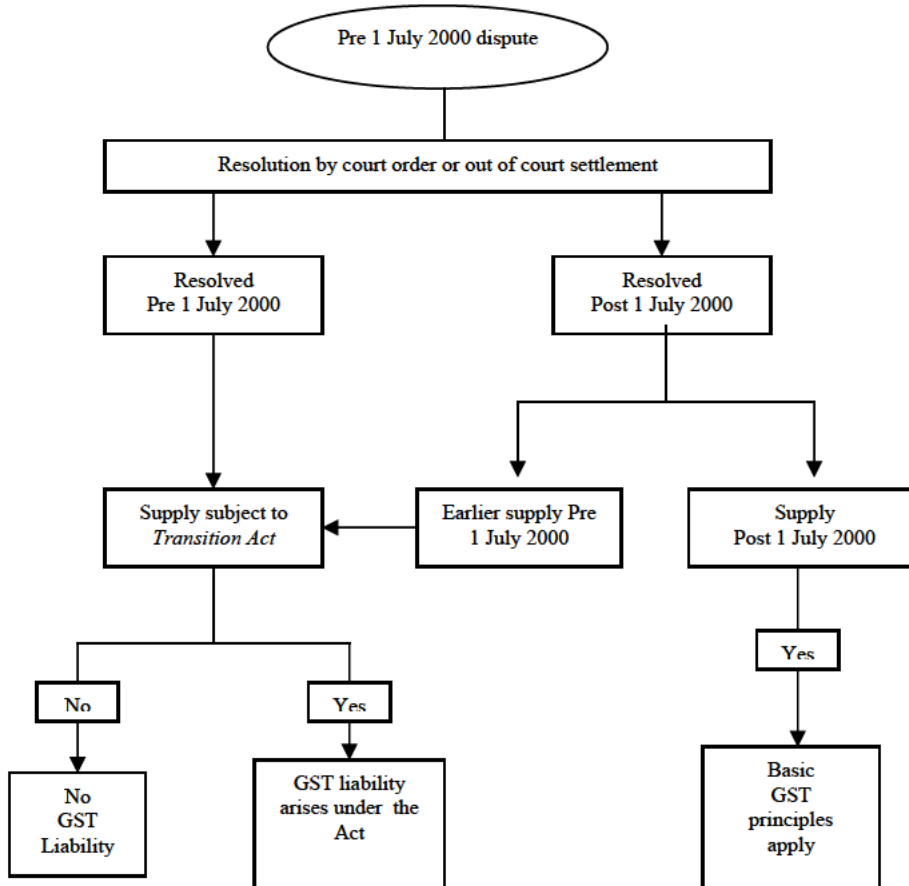 Pre 1 July 2000 dispute
Resolution by court order or out of court settlement
Resolved
Pre 1 July 2000
Resolved
Post 1 July 2000
Supply subject to
Transition Act
Earlier supply Pre
1 July 2000
Supply
Post 1 July 2000
Yes
No
Yes
No
GST
Liability
GST liability
arises under the
Act
Basic
GST
principles
apply